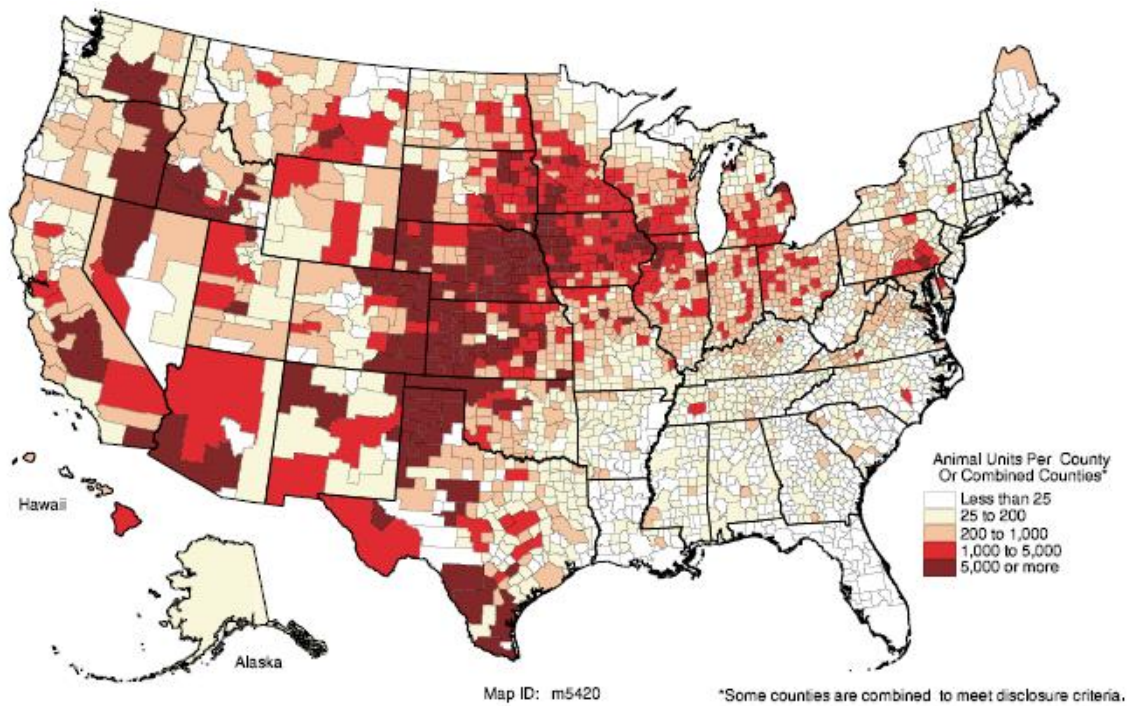 Hawaii
Alaska
Animal Units Per County
Or Combined Counties*
Less than 25
25 to 200
200 to 1,000
1,000 to 5,000
5,000 or more
Map ID: m5420
*Some counties are combined to meet disclosure criteria.